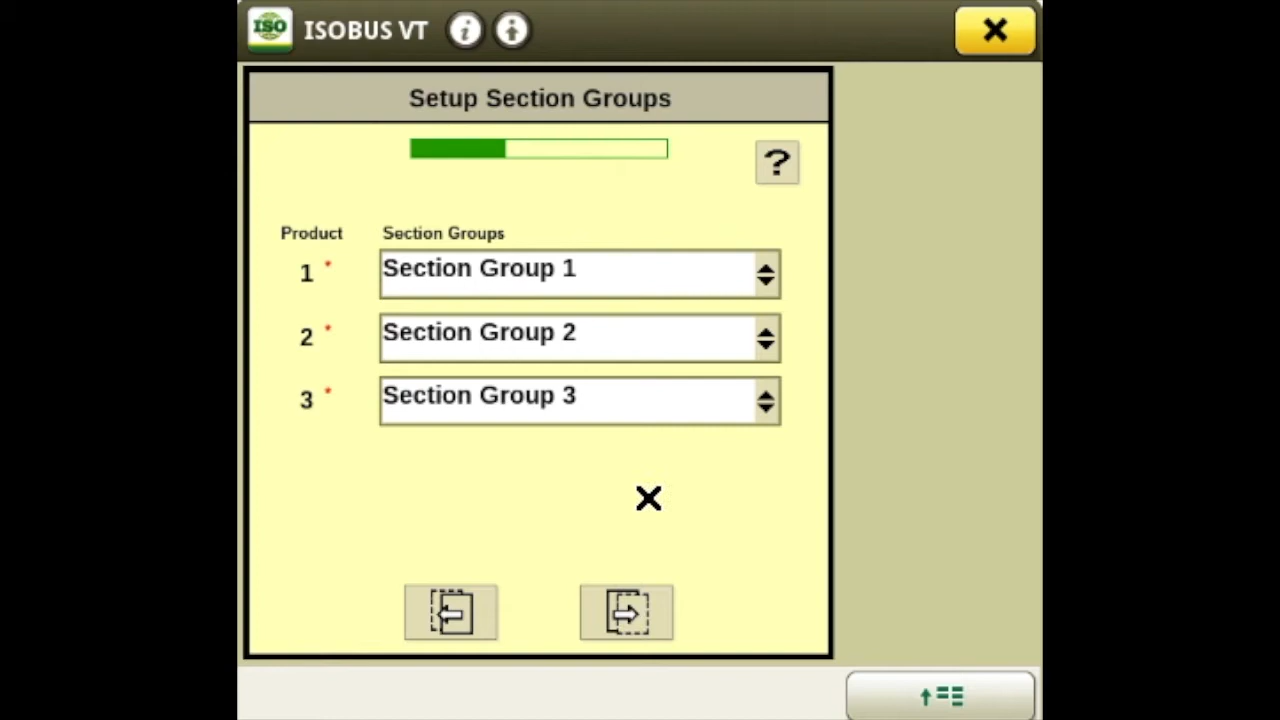 ISO
ISOBUS VT
Setup Section Groups
?
Product Section Groups
1 * Section Group 1
2 * Section Group 2
3 * Section Group 3